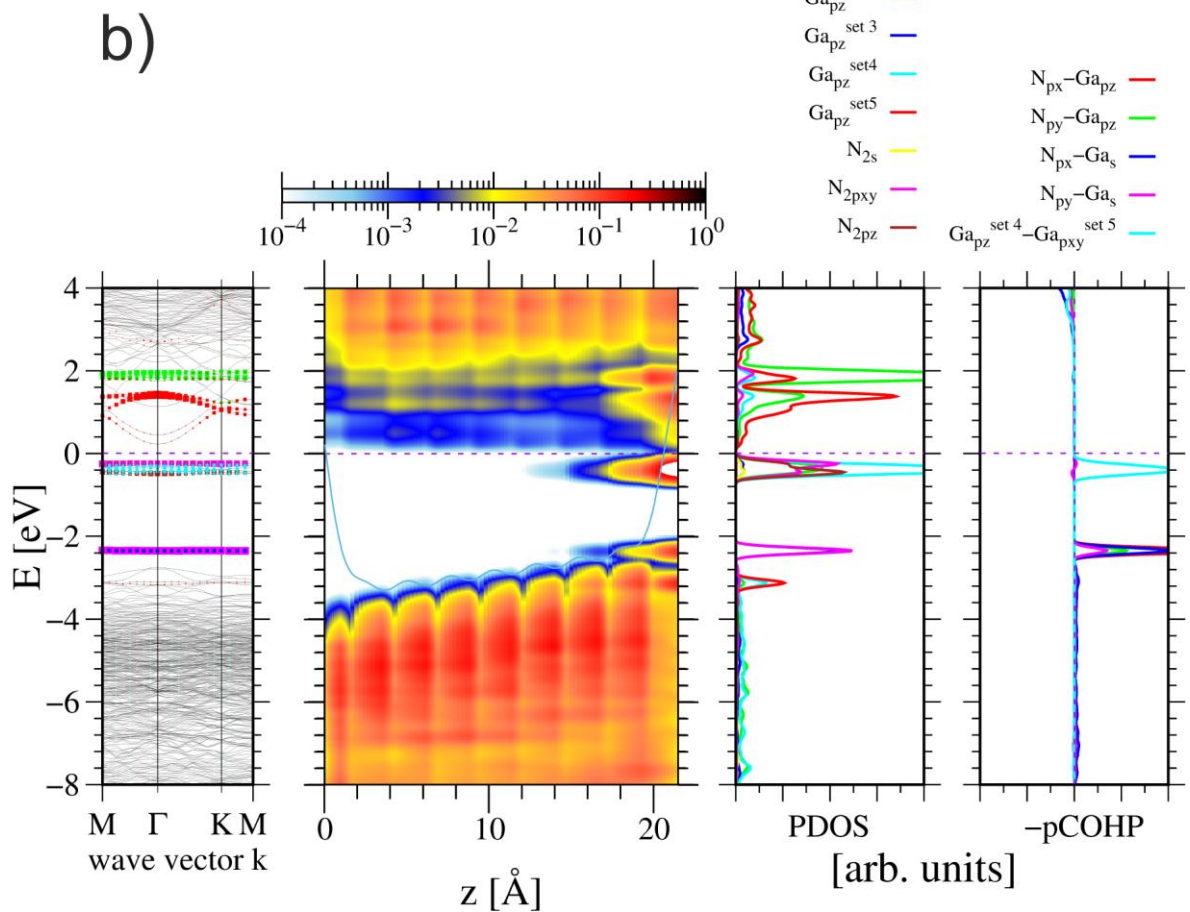 b)
Ga_pz
Ga_pz^set 3
Ga_pz^set4
Ga_pz^set5
N_2s
N_2pxy
N_2pz
N_px−Ga_pz
N_py−Ga_pz
N_px−Ga_s
N_py−Ga_s
Ga_pz^set 4−Ga_pxy^set 5
10^-4 10^-3 10^-2 10^-1 10^0
4
2
0
−2
−4
−6
−8
E [eV]
M Γ K M
wave vector k
0 10 20
z [Å]
PDOS
−pCOHP
[arb. units]